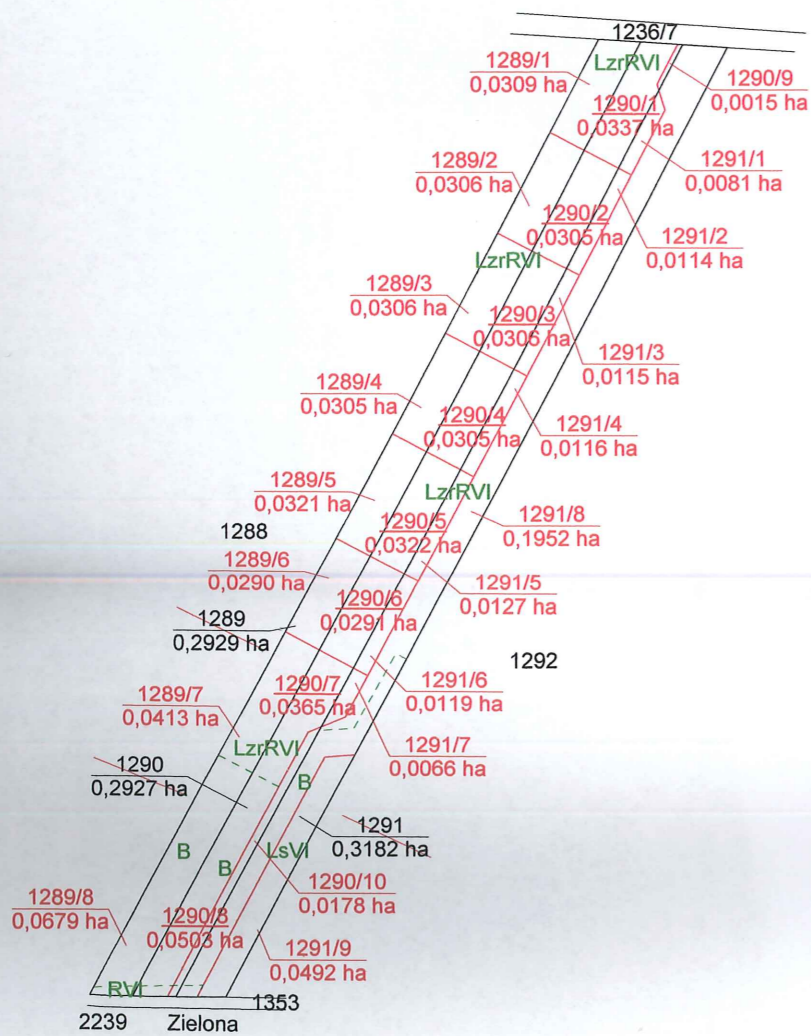 1236/7
1289/1
0,0309 ha
LzrRVI
1290/9
0,0015 ha
1290/1
0,0337 ha
1291/1
0,0081 ha
1289/2
0,0306 ha
1290/2
0,0305 ha
1291/2
0,0114 ha
LzrRVI
1289/3
0,0306 ha
1290/3
0,0306 ha
1291/3
0,0115 ha
1289/4
0,0305 ha
1290/4
0,0305 ha
1291/4
0,0116 ha
LzrRVI
1289/5
0,0321 ha
1288
1290/5
0,0322 ha
1291/8
0,1952 ha
1289/6
0,0290 ha
1291/5
0,0127 ha
1290/6
0,0291 ha
1289
0,2929 ha
1292
1290/7
0,0365 ha
1291/6
0,0119 ha
1289/7
0,0413 ha
LzrRVI
1291/7
0,0066 ha
1290
0,2927 ha
B
1291
0,3182 ha
B
LsVI
B
1290/10
0,0178 ha
1289/8
0,0679 ha
1290/8
0,0503 ha
1291/9
0,0492 ha
RVI
1353
2239
Zielona